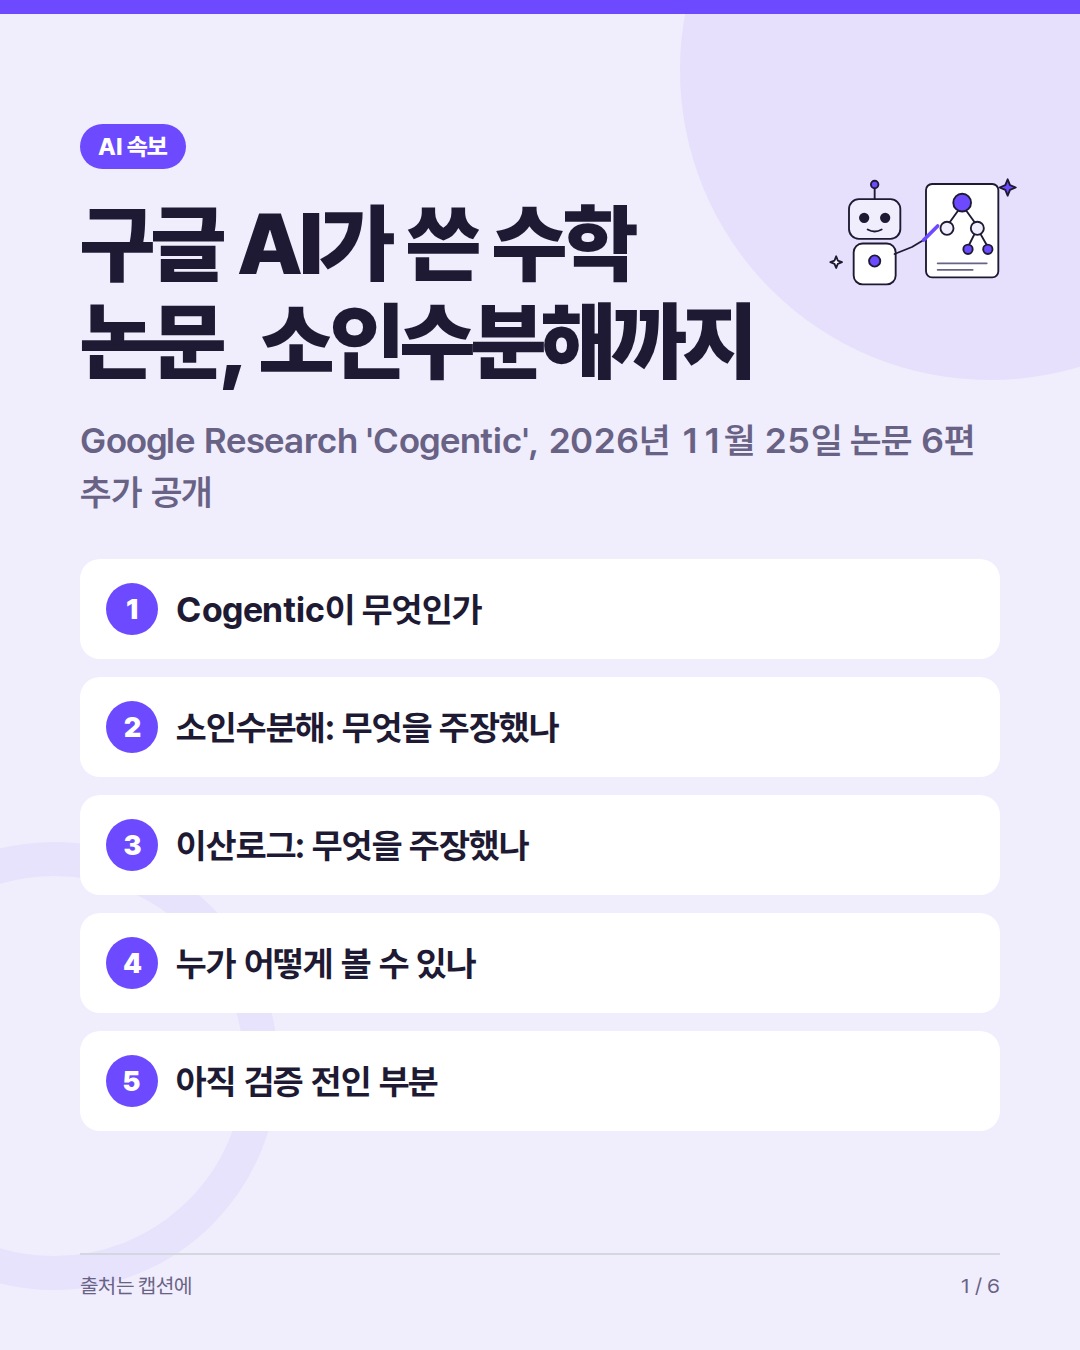 AI 속보
구글 AI가 쓴 수학
논문, 소인수분해까지
Google Research 'Cogentic', 2026년 11월 25일 논문 6편
추가 공개
1 Cogentic이 무엇인가
2 소인수분해: 무엇을 주장했나
3 이산로그: 무엇을 주장했나
4 누가 어떻게 볼 수 있나
5 아직 검증 전인 부분
출처는 캡션에
1 / 6